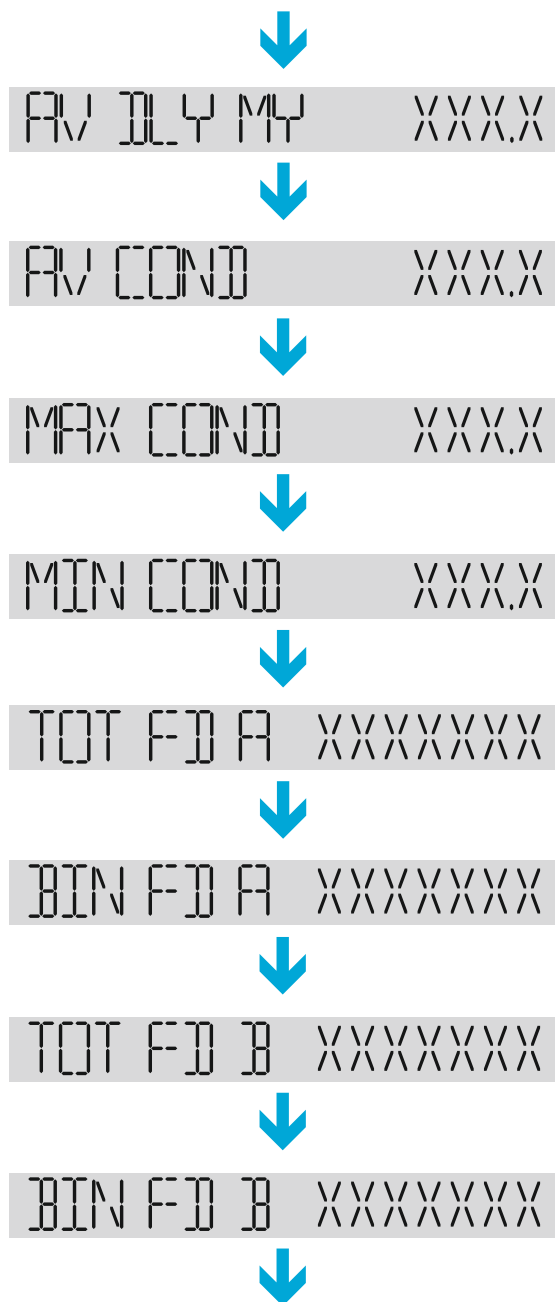 AV DLY MY XXX.X
AV COND XXX.X
MAX COND XXX.X
MIN COND XXX.X
TOT FD A XXXXXXX
BIN FD A XXXXXXX
TOT FD B XXXXXXX
BIN FD B XXXXXXX